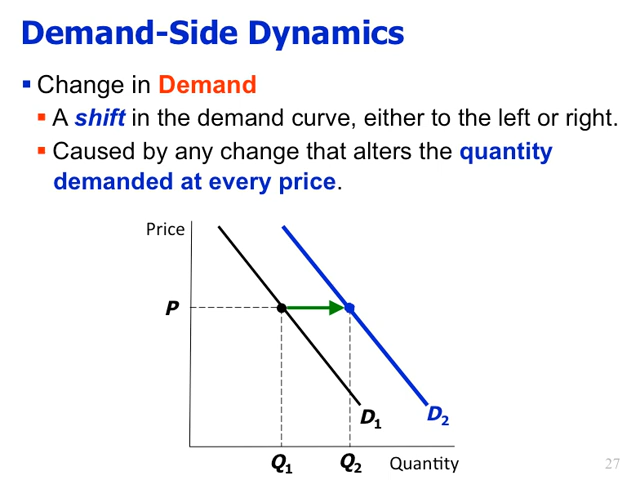 Demand-Side Dynamics
▪ Change in Demand
▪ A shift in the demand curve, either to the left or right.
▪ Caused by any change that alters the quantity
demanded at every price.
Price
P
D1
D2
Q1
Q2
Quantity
27